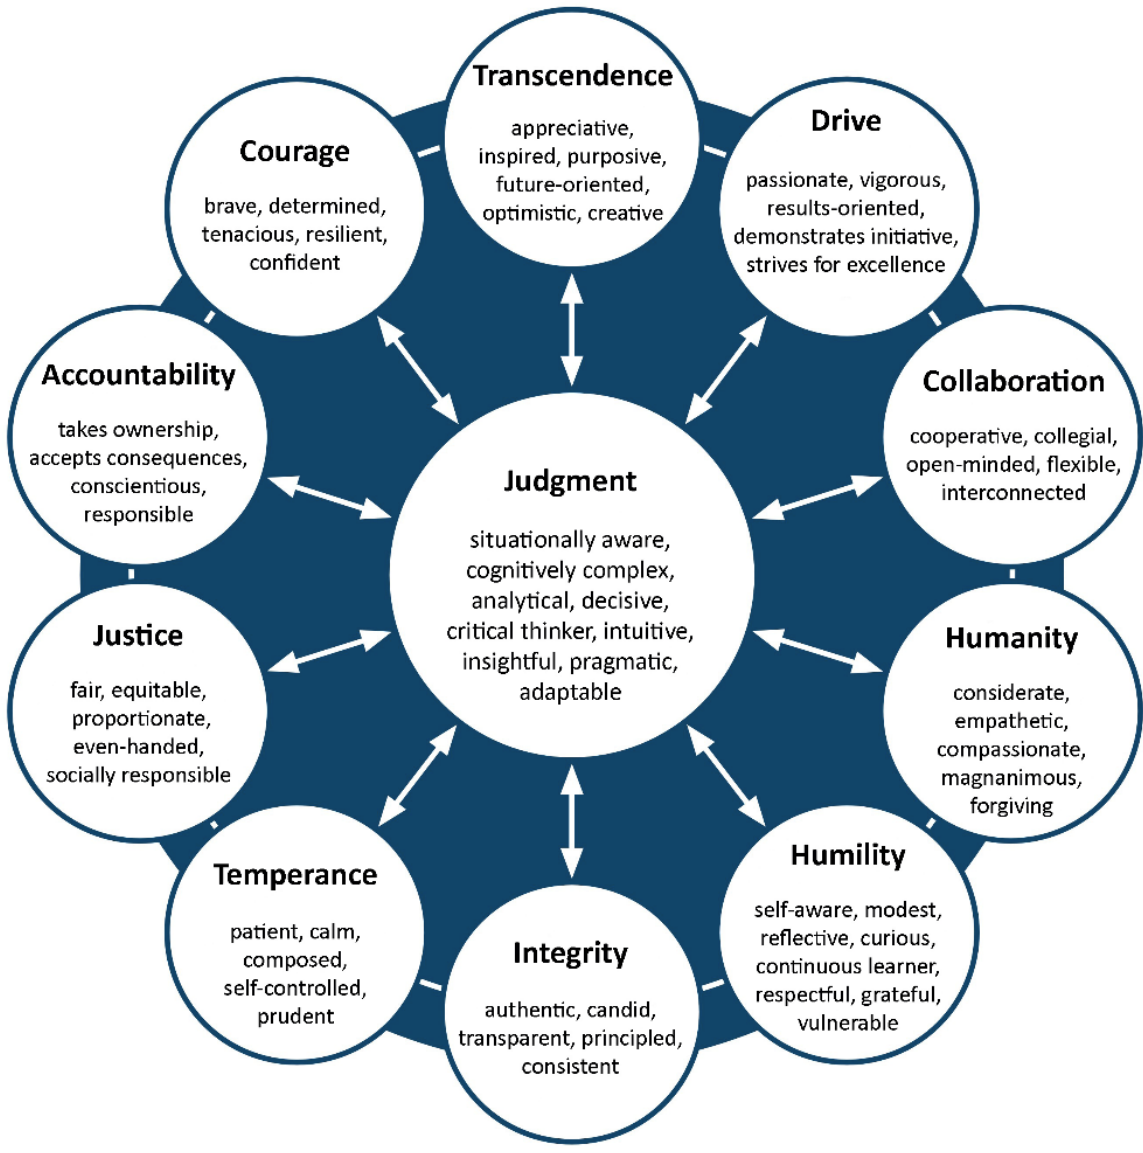 Transcendence
appreciative,
inspired, purposive,
future-oriented,
optimistic, creative
Drive
passionate, vigorous,
results-oriented,
demonstrates initiative,
strives for excellence
Collaboration
cooperative, collegial,
open-minded, flexible,
interconnected
Humanity
considerate,
empathetic,
compassionate,
magnanimous,
forgiving
Humility
self-aware, modest,
reflective, curious,
continuous learner,
respectful, grateful,
vulnerable
Integrity
authentic, candid,
transparent, principled,
consistent
Temperance
patient, calm,
composed,
self-controlled,
prudent
Justice
fair, equitable,
proportionate,
even-handed,
socially responsible
Accountability
takes ownership,
accepts consequences,
conscientious,
responsible
Courage
brave, determined,
tenacious, resilient,
confident
Judgment
situationally aware,
cognitively complex,
analytical, decisive,
critical thinker, intuitive,
insightful, pragmatic,
adaptable